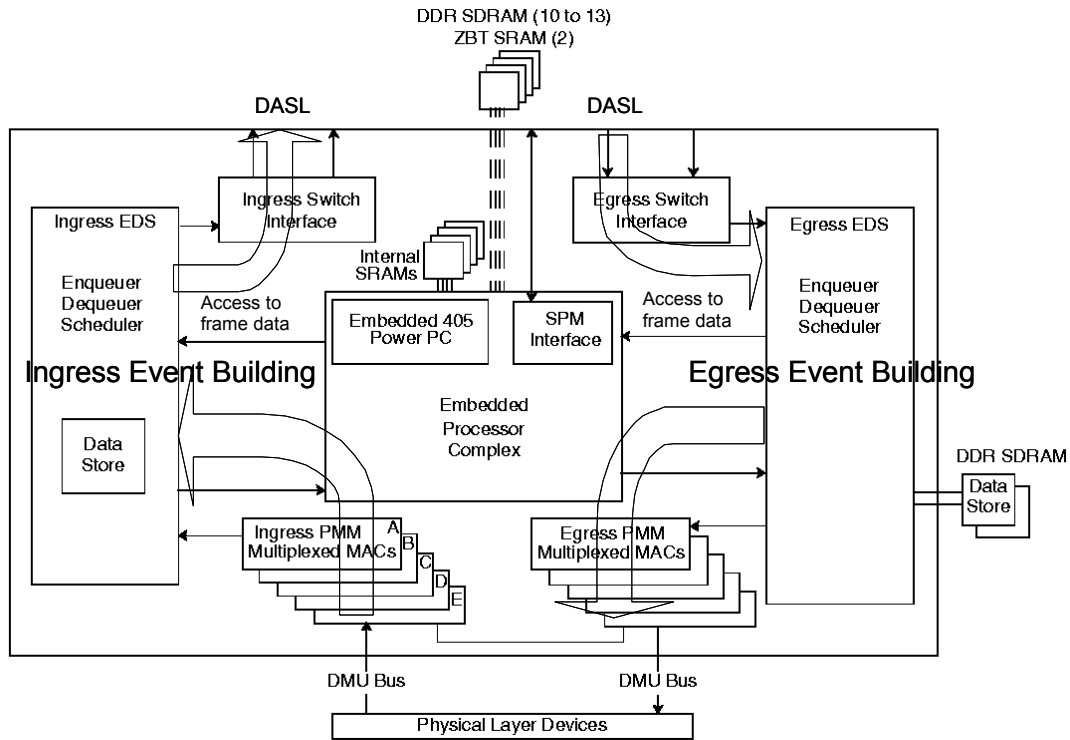 DDR SDRAM (10 to 13)
ZBT SRAM (2)
DASL
DASL
Ingress Switch
Interface
Egress Switch
Interface
Ingress EDS
Enqueuer
Dequeuer
Scheduler
Internal
SRAMs
Egress EDS
Enqueuer
Dequeuer
Scheduler
Access to
frame data
Embedded 405
Power PC
SPM
Interface
Access to
frame data
Ingress Event Building
Egress Event Building
Data
Store
Embedded
Processor
Complex
DDR SDRAM
Data
Store
Ingress PMM
Multiplexed MACs
A
B
C
D
E
Egress PMM
Multiplexed MACs
DMU Bus
DMU Bus
Physical Layer Devices